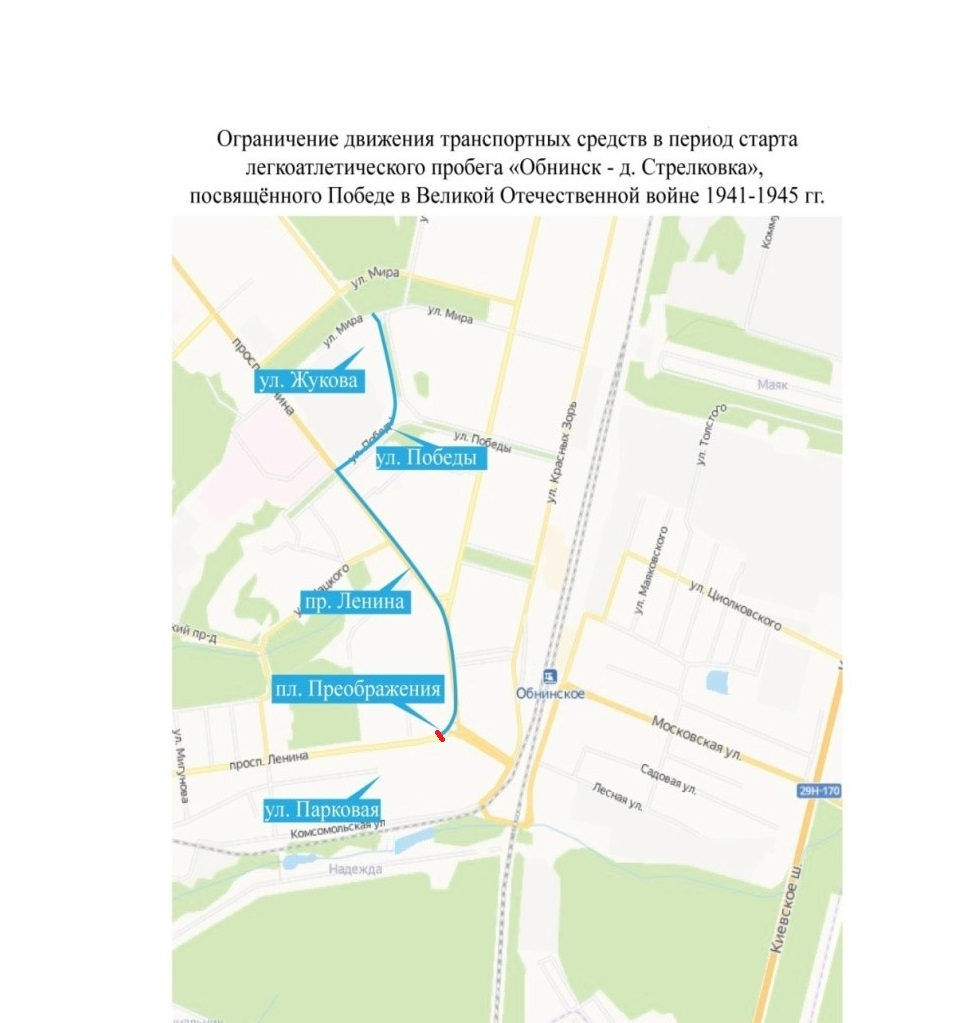 Ограничение движения транспортных средств в период старта
легкоатлетического пробега «Обнинск - д. Стрелковка»,
посвящённого Победе в Великой Отечественной войне 1941-1945 гг.
ул. Мира
ул. Мира
ул. Мира
ул. Жукова
Маяк
ул. Толстого
ул. Победы
ул. Победы
ул. Победы
ул. Красных Зорь
ул. Маяковского
ул. Циолковского
пр. Ленина
пл. Преображения
Обнинское
Московская ул.
ул. Мигунова
просп. Ленина
Садовая ул.
Лесная ул.
29Н-170
ул. Парковая
Комсомольская ул
Надежда
Киевское ш.